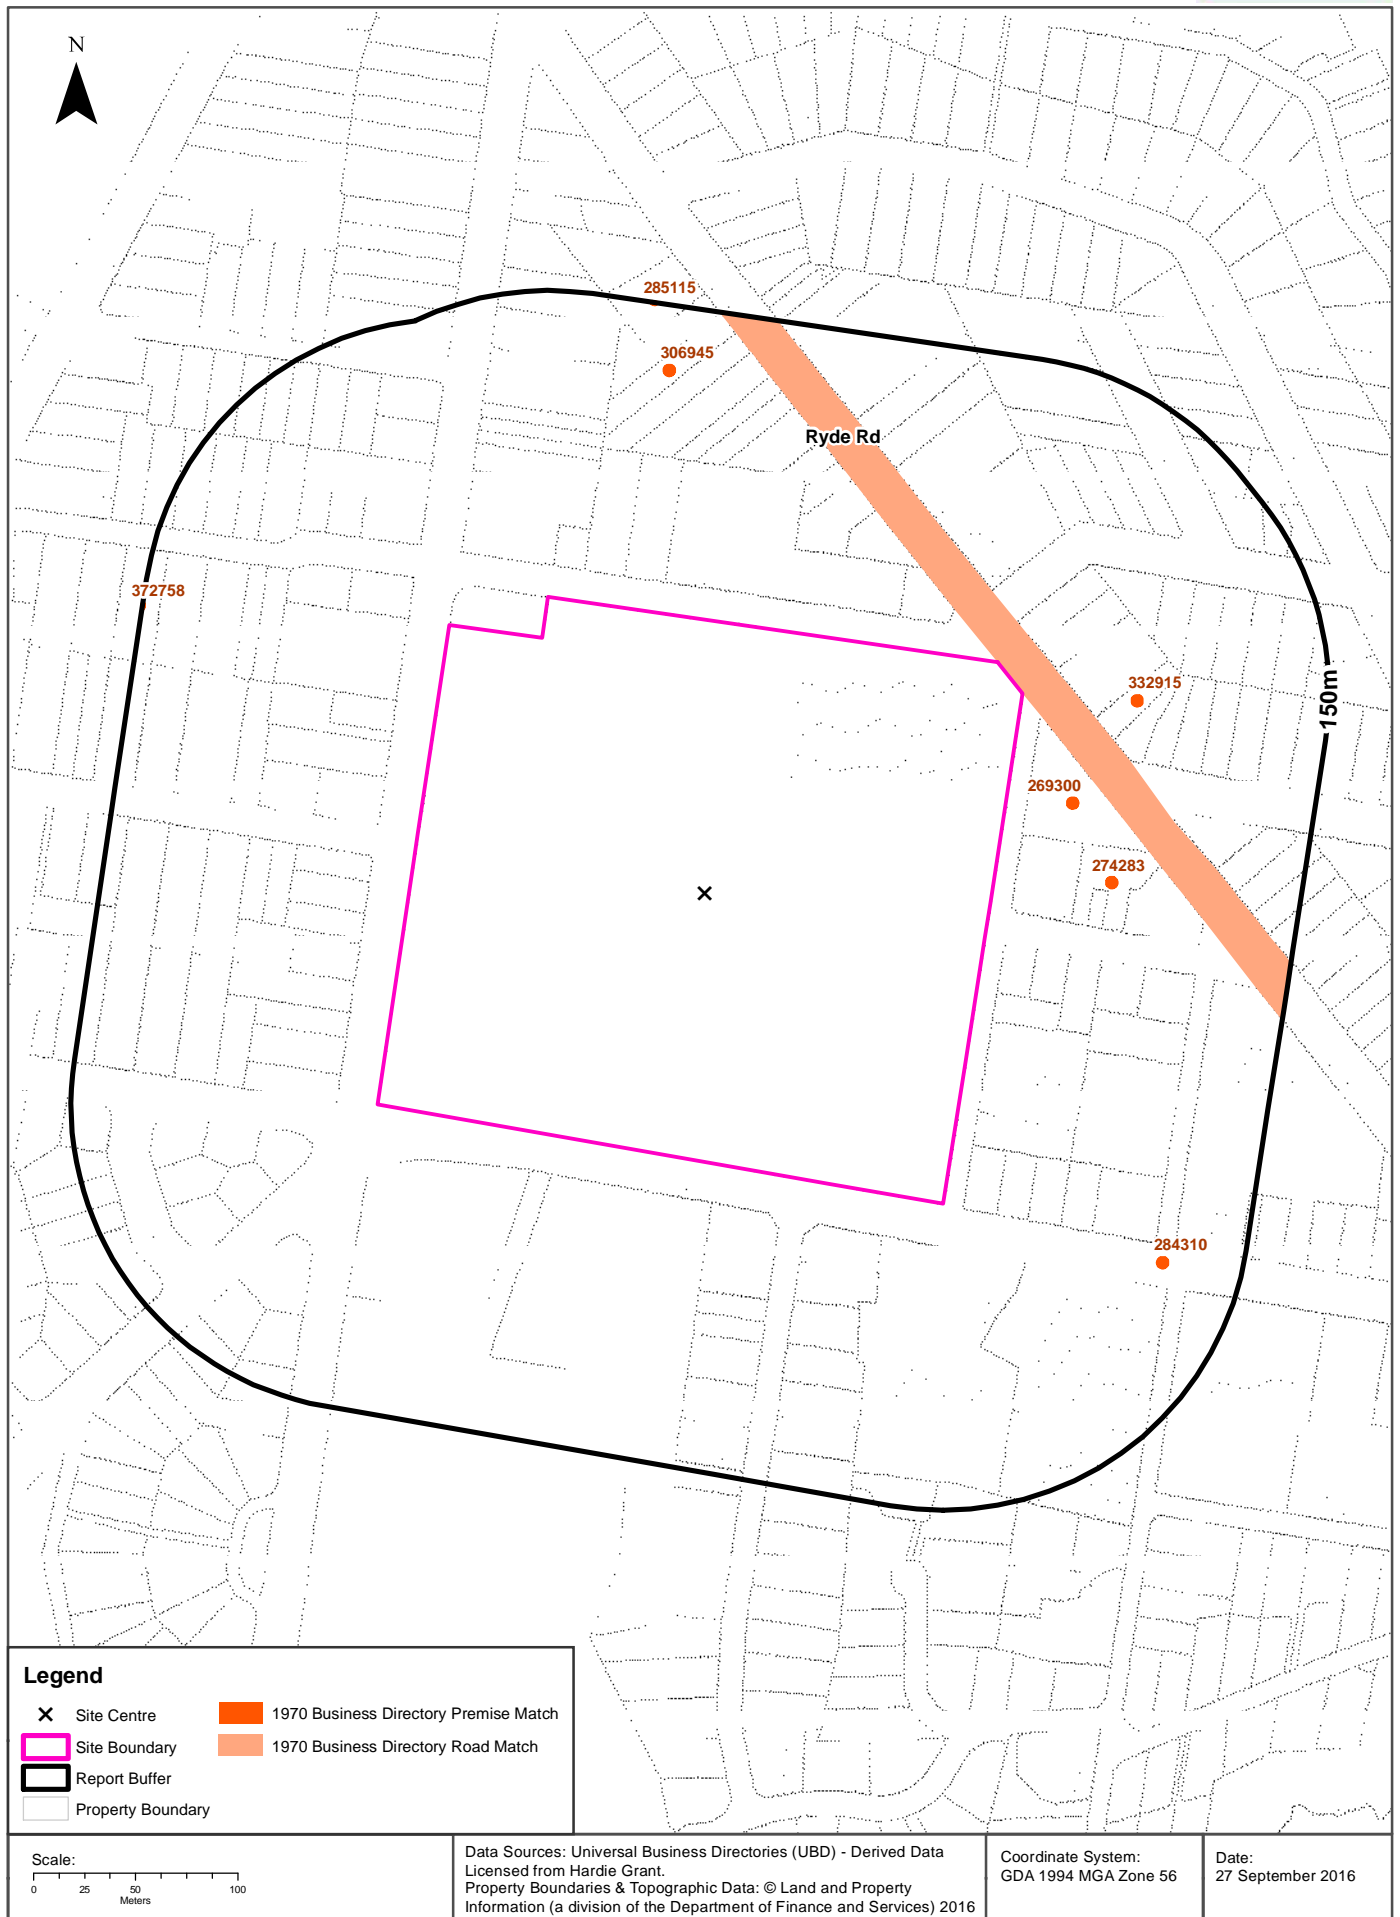 N
285115
306945
Ryde Rd
372758
332915
150m
269300
274283
284310
Legend
Site Centre
1970 Business Directory Premise Match
Site Boundary
1970 Business Directory Road Match
Report Buffer
Property Boundary
Scale:
0 25 50 100
Meters
Data Sources: Universal Business Directories (UBD) - Derived Data
Licensed from Hardie Grant.
Property Boundaries & Topographic Data: © Land and Property
Information (a division of the Department of Finance and Services) 2016
Coordinate System:
GDA 1994 MGA Zone 56
Date:
27 September 2016